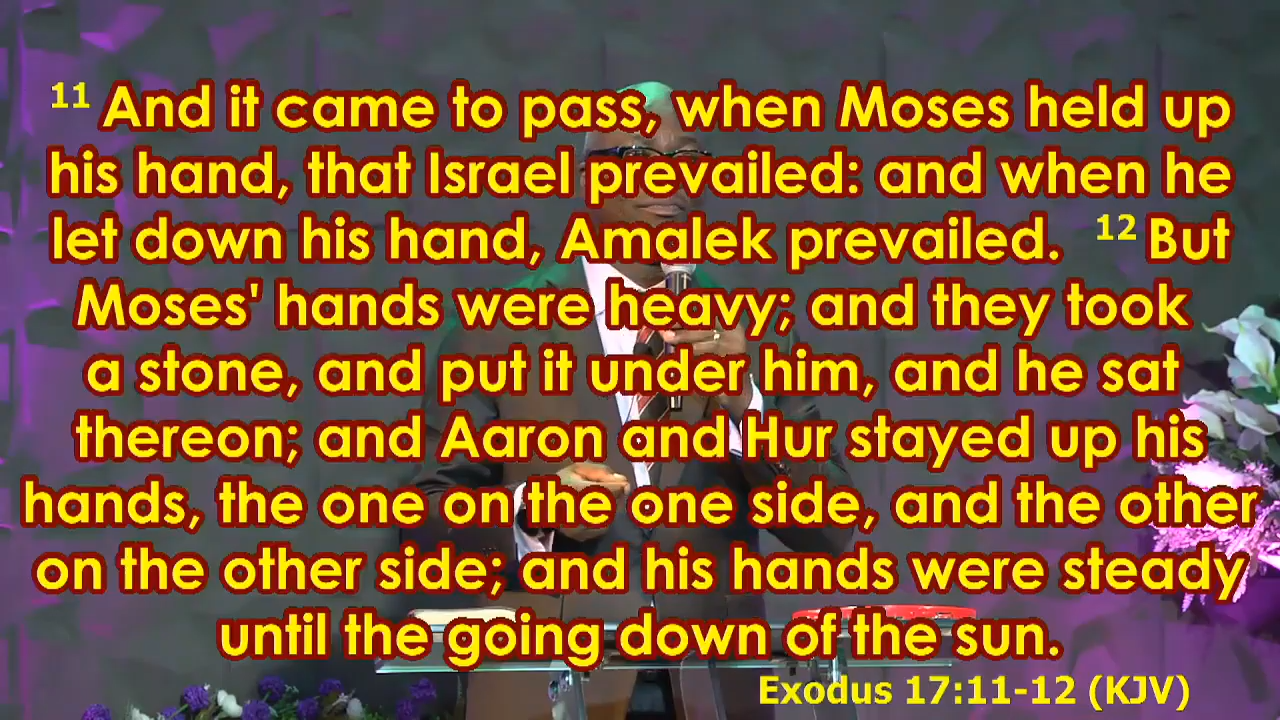 11 And it came to pass, when Moses held up
his hand, that Israel prevailed: and when he
let down his hand, Amalek prevailed. 12 But
Moses' hands were heavy; and they took
a stone, and put it under him, and he sat
thereon; and Aaron and Hur stayed up his
hands, the one on the one side, and the other
on the other side; and his hands were steady
until the going down of the sun.
Exodus 17:11-12 (KJV)